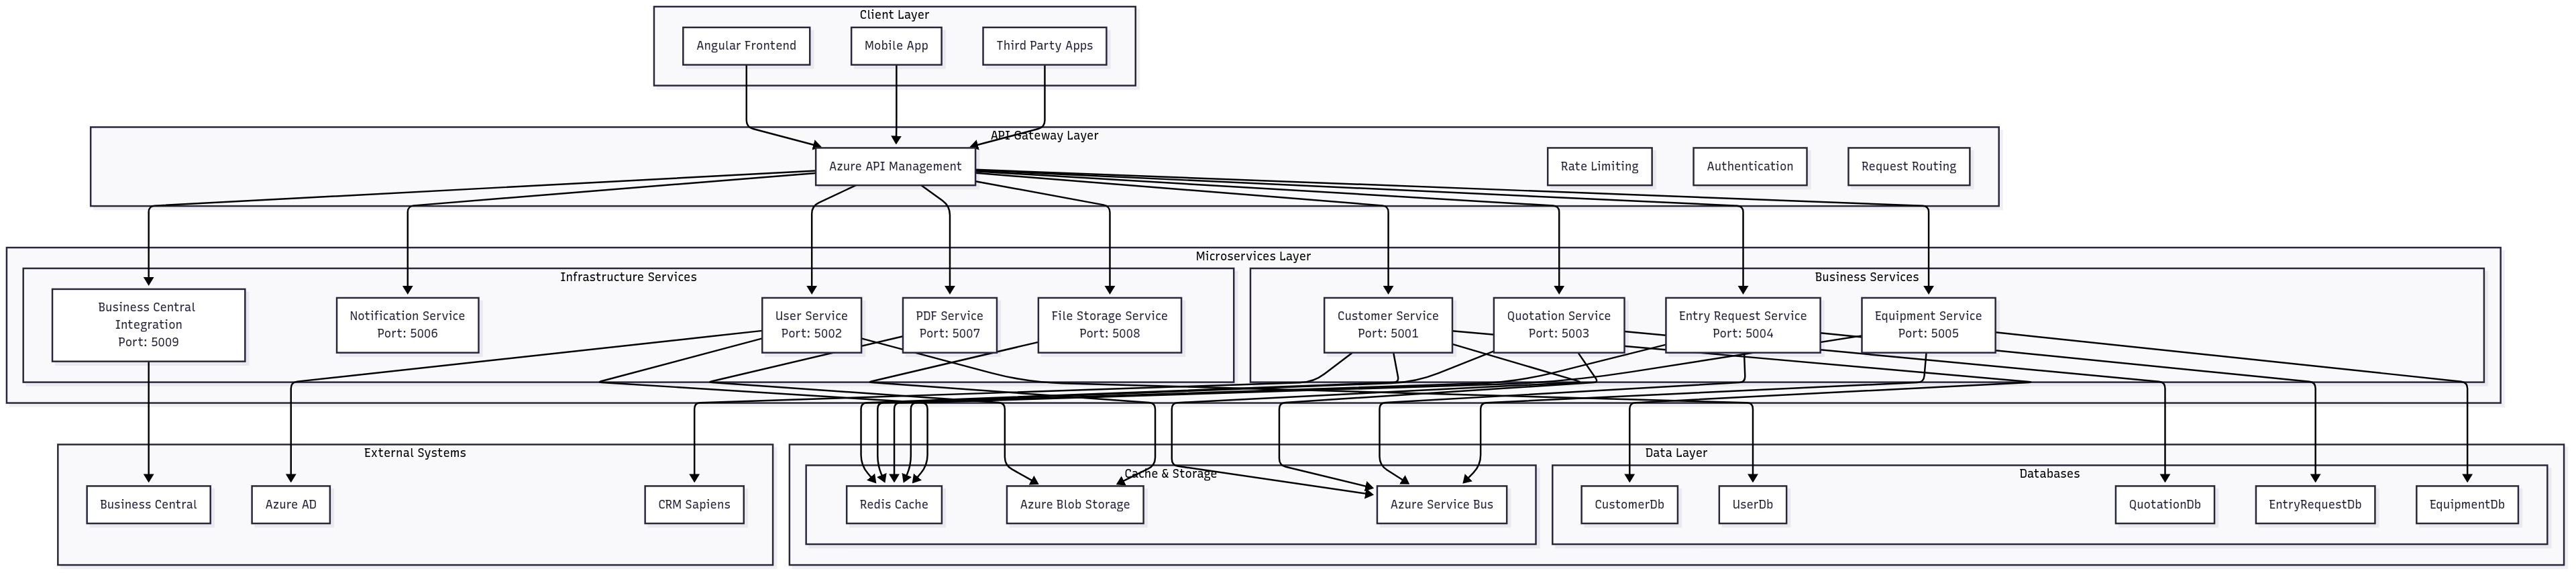 Client Layer
Angular Frontend
Mobile App
Third Party Apps
API Gateway Layer
Azure API Management
Rate Limiting
Authentication
Request Routing
Microservices Layer
Infrastructure Services
Business Services
Business Central
Integration
Port: 5009
Notification Service
Port: 5006
User Service
Port: 5002
PDF Service
Port: 5007
File Storage Service
Port: 5008
Customer Service
Port: 5001
Quotation Service
Port: 5003
Entry Request Service
Port: 5004
Equipment Service
Port: 5005
External Systems
Business Central
Azure AD
CRM Sapiens
Data Layer
Cache & Storage
Redis Cache
Azure Blob Storage
Azure Service Bus
Databases
CustomerDb
UserDb
QuotationDb
EntryRequestDb
EquipmentDb